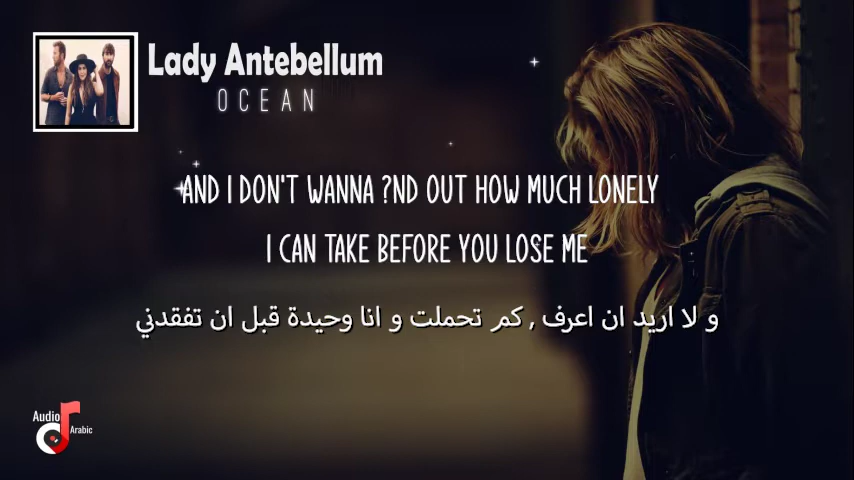 Lady Antebellum
OCEAN
AND I DON'T WANNA ?ND OUT HOW MUCH LONELY
I CAN TAKE BEFORE YOU LOSE ME
و لا اريد ان اعرف , كم تحملت و انا وحيدة قبل ان تفقدني
Audio
Arabic